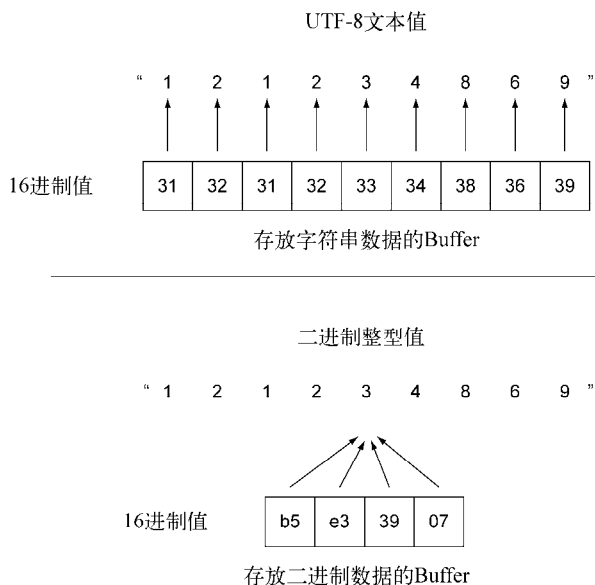 UTF-8文本值
“ 1 2 1 2 3 4 8 6 9 ”
16进制值 31 32 31 32 33 34 38 36 39
存放字符串数据的Buffer
二进制整型值
“ 1 2 1 2 3 4 8 6 9 ”
16进制值 b5 e3 39 07
存放二进制数据的Buffer